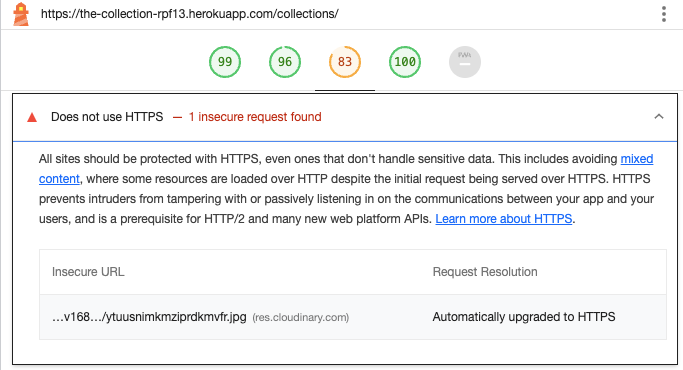 https://the-collection-rpf13.herokuapp.com/collections/
99 96 83 100
Does not use HTTPS — 1 insecure request found
All sites should be protected with HTTPS, even ones that don't handle sensitive data. This includes avoiding mixed
content, where some resources are loaded over HTTP despite the initial request being served over HTTPS. HTTPS
prevents intruders from tampering with or passively listening in on the communications between your app and your
users, and is a prerequisite for HTTP/2 and many new web platform APIs. Learn more about HTTPS.
Insecure URL Request Resolution
…v168…/ytuusnimkmziprdkmvfr.jpg (res.cloudinary.com) Automatically upgraded to HTTPS